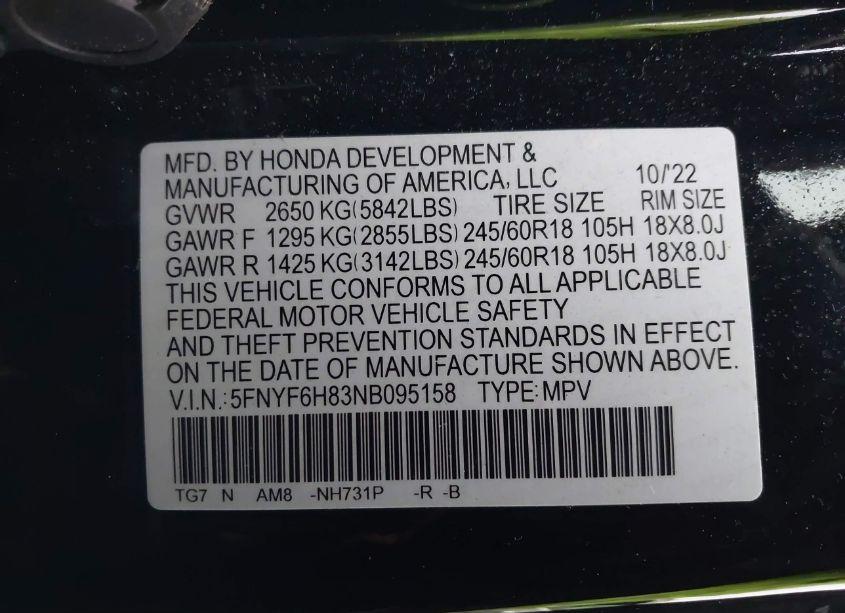 MFD. BY HONDA DEVELOPMENT &
MANUFACTURING OF AMERICA, LLC 10/'22
GVWR 2650 KG(5842LBS) TIRE SIZE RIM SIZE
GAWR F 1295 KG(2855LBS) 245/60R18 105H 18X8.0J
GAWR R 1425 KG(3142LBS) 245/60R18 105H 18X8.0J
THIS VEHICLE CONFORMS TO ALL APPLICABLE
FEDERAL MOTOR VEHICLE SAFETY
AND THEFT PREVENTION STANDARDS IN EFFECT
ON THE DATE OF MANUFACTURE SHOWN ABOVE.
V.I.N.:5FNYF6H83NB095158 TYPE:MPV
TG7 N AM8 -NH731P -R -B